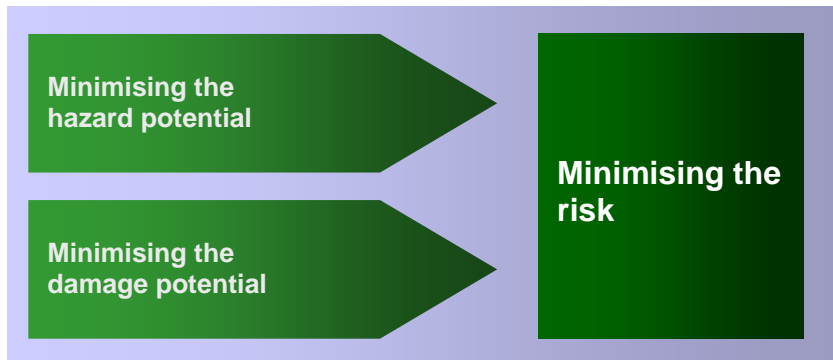 Minimising the
hazard potential
Minimising the
damage potential
Minimising the
risk